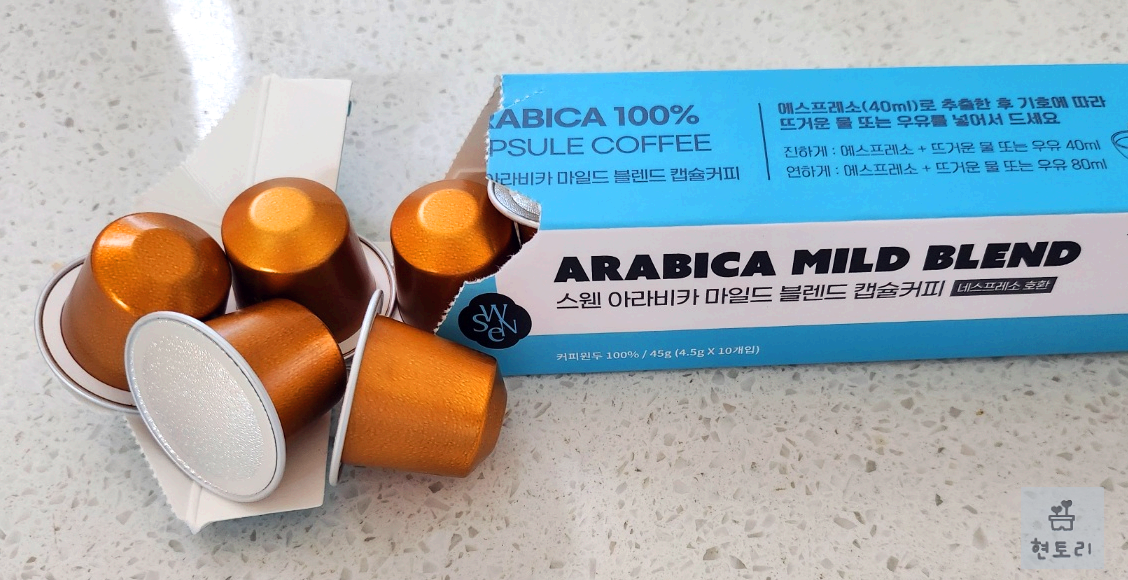 ARABICA 100%
PSULE COFFEE
아라비카 마일드 블렌드 캡슐커피
에스프레소(40ml)로 추출한 후 기호에 따라
뜨거운 물 또는 우유를 넣어서 드세요
진하게 : 에스프레소 + 뜨거운 물 또는 우유 40ml
연하게 : 에스프레소 + 뜨거운 물 또는 우유 80ml
ARABICA MILD BLEND
스웬 아라비카 마일드 블렌드 캡슐커피 네스프레소 호환
SWeN
커피원두 100% / 45g (4.5g X 10개입)
현토리